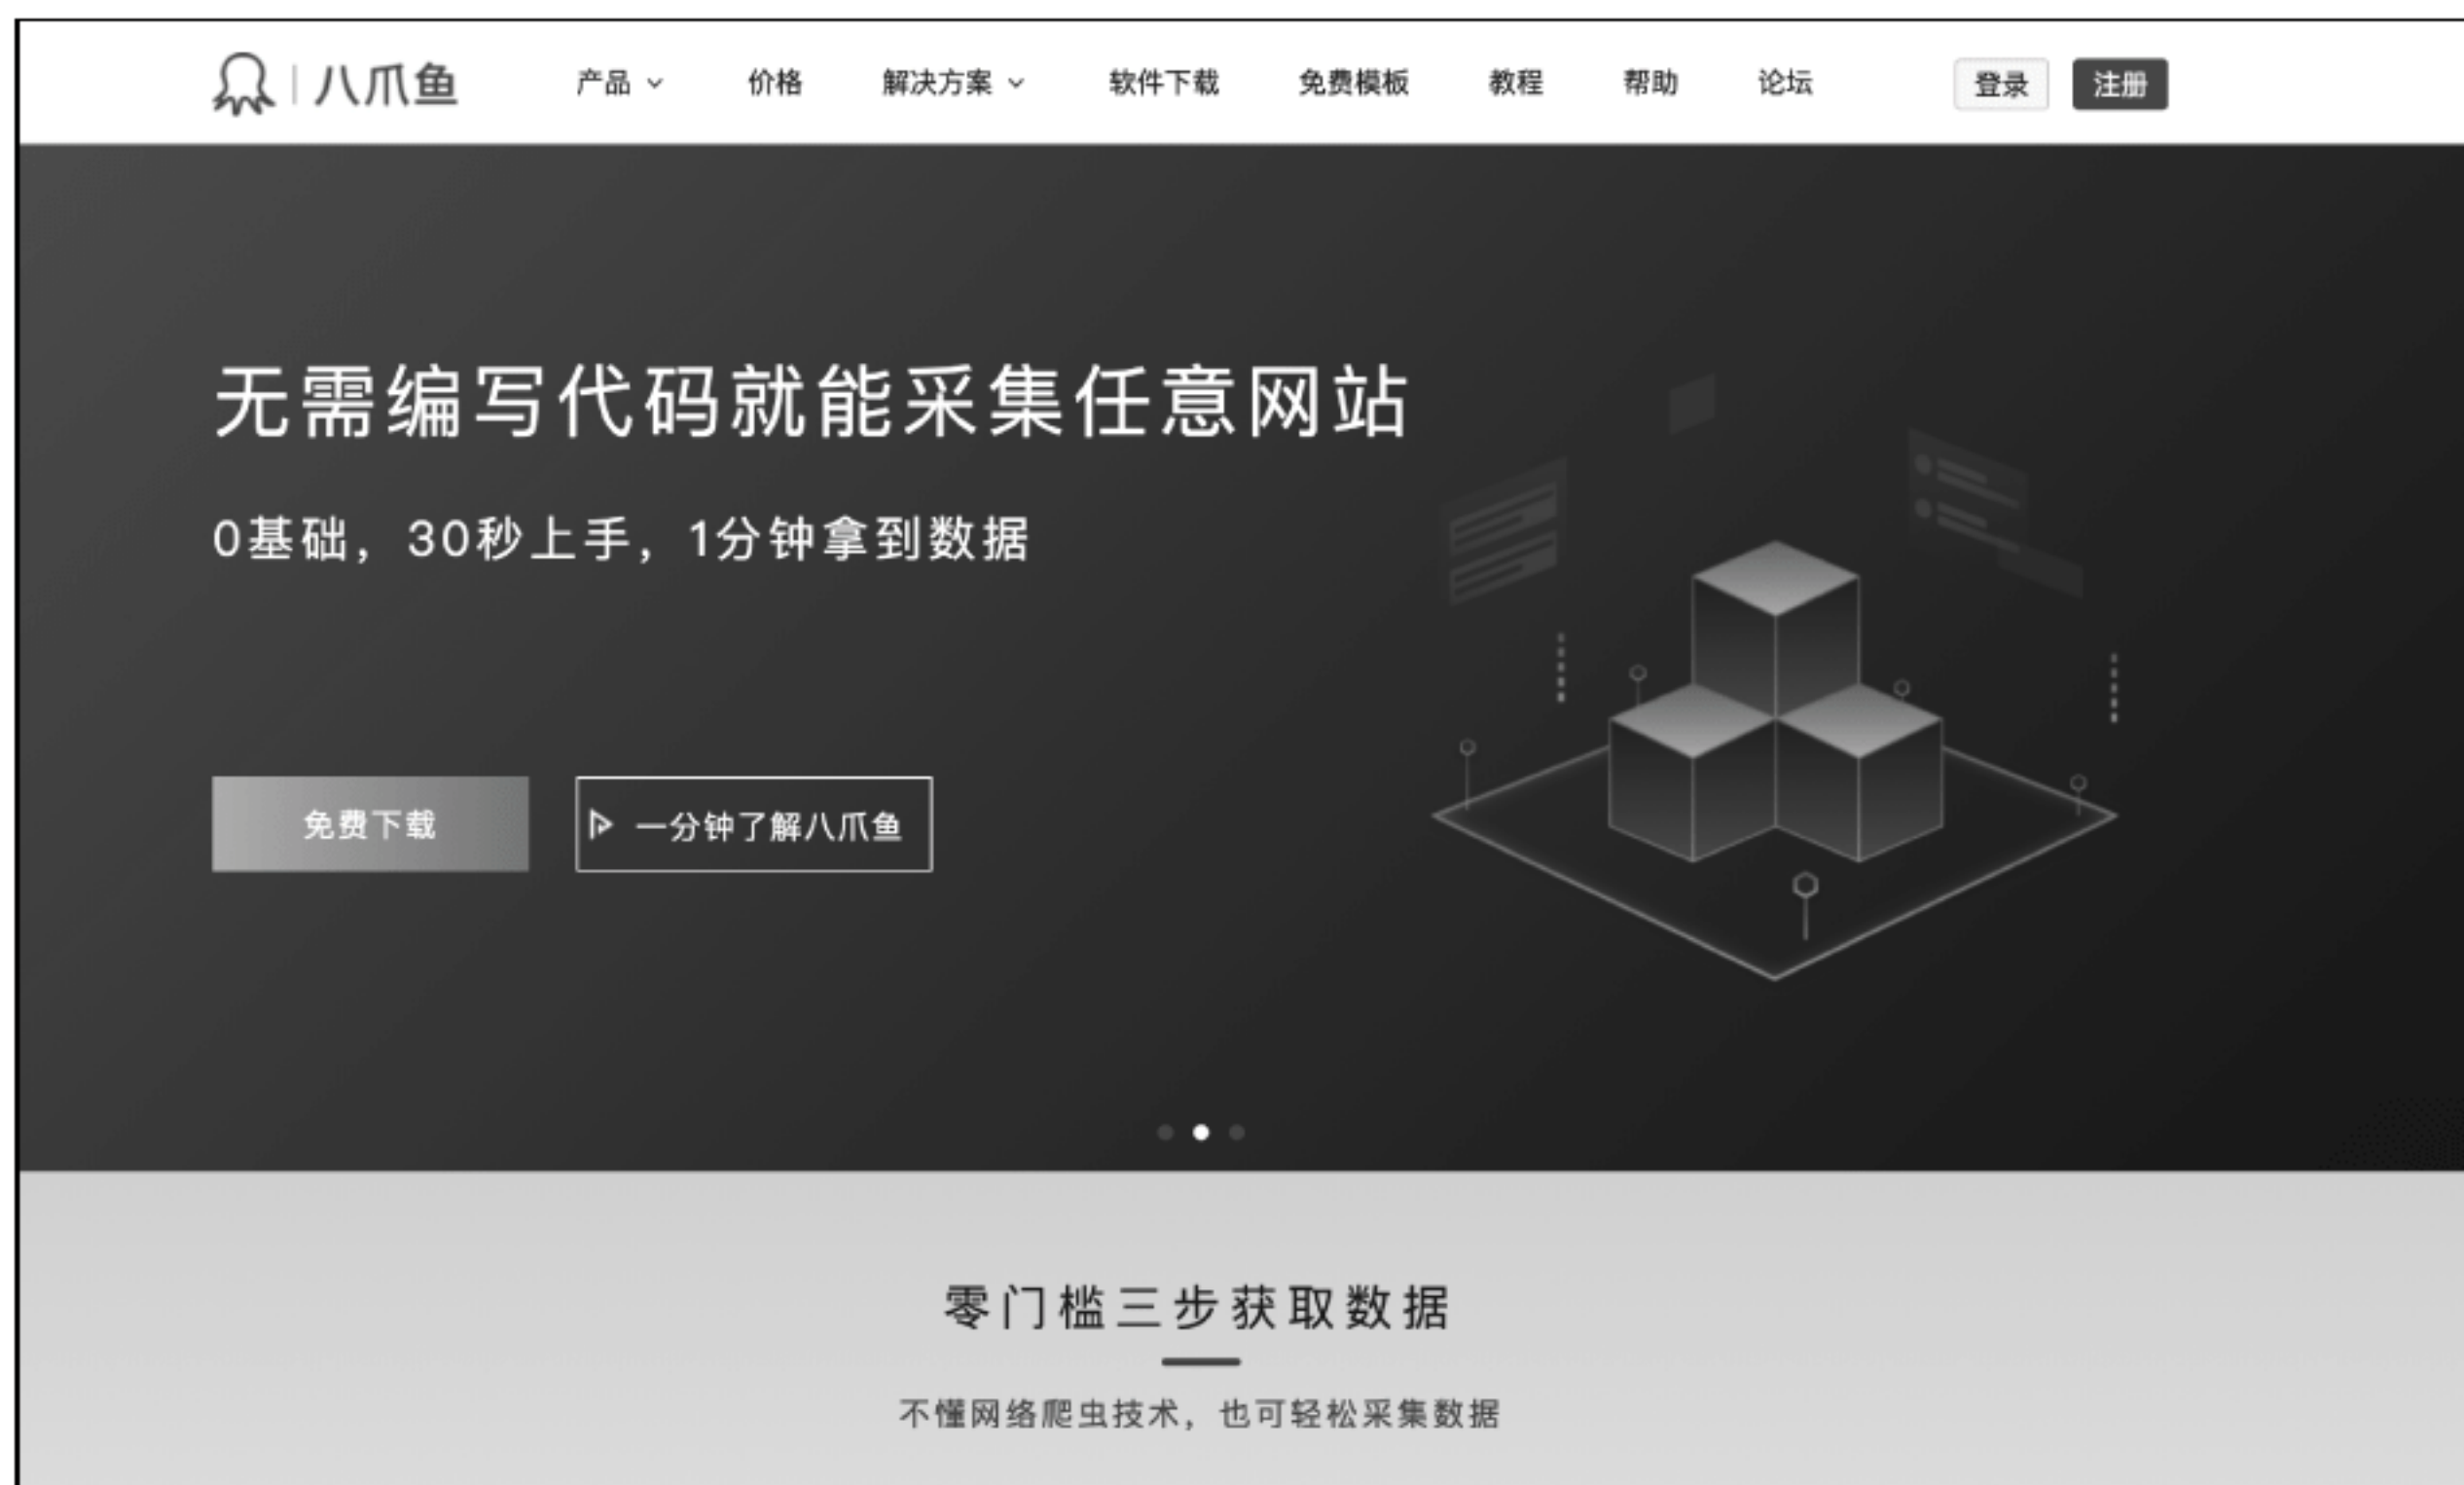 八爪鱼 产品 价格 解决方案 软件下载 免费模板 教程 帮助 论坛 登录 注册
无需编写代码就能采集任意网站
0基础，30秒上手，1分钟拿到数据
免费下载 一分钟了解八爪鱼
零门槛三步获取数据
不懂网络爬虫技术，也可轻松采集数据